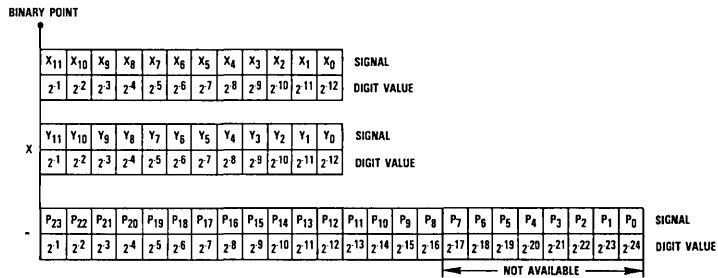 BINARY POINT
X11 X10 X9 X8 X7 X6 X5 X4 X3 X2 X1 X0 SIGNAL
2-1 2-2 2-3 2-4 2-5 2-6 2-7 2-8 2-9 2-10 2-11 2-12 DIGIT VALUE
X
Y11 Y10 Y9 Y8 Y7 Y6 Y5 Y4 Y3 Y2 Y1 Y0 SIGNAL
2-1 2-2 2-3 2-4 2-5 2-6 2-7 2-8 2-9 2-10 2-11 2-12 DIGIT VALUE
P23 P22 P21 P20 P19 P18 P17 P16 P15 P14 P13 P12 P11 P10 P9 P8 P7 P6 P5 P4 P3 P2 P1 P0 SIGNAL
2-1 2-2 2-3 2-4 2-5 2-6 2-7 2-8 2-9 2-10 2-11 2-12 2-13 2-14 2-15 2-16 2-17 2-18 2-19 2-20 2-21 2-22 2-23 2-24 DIGIT VALUE
NOT AVAILABLE